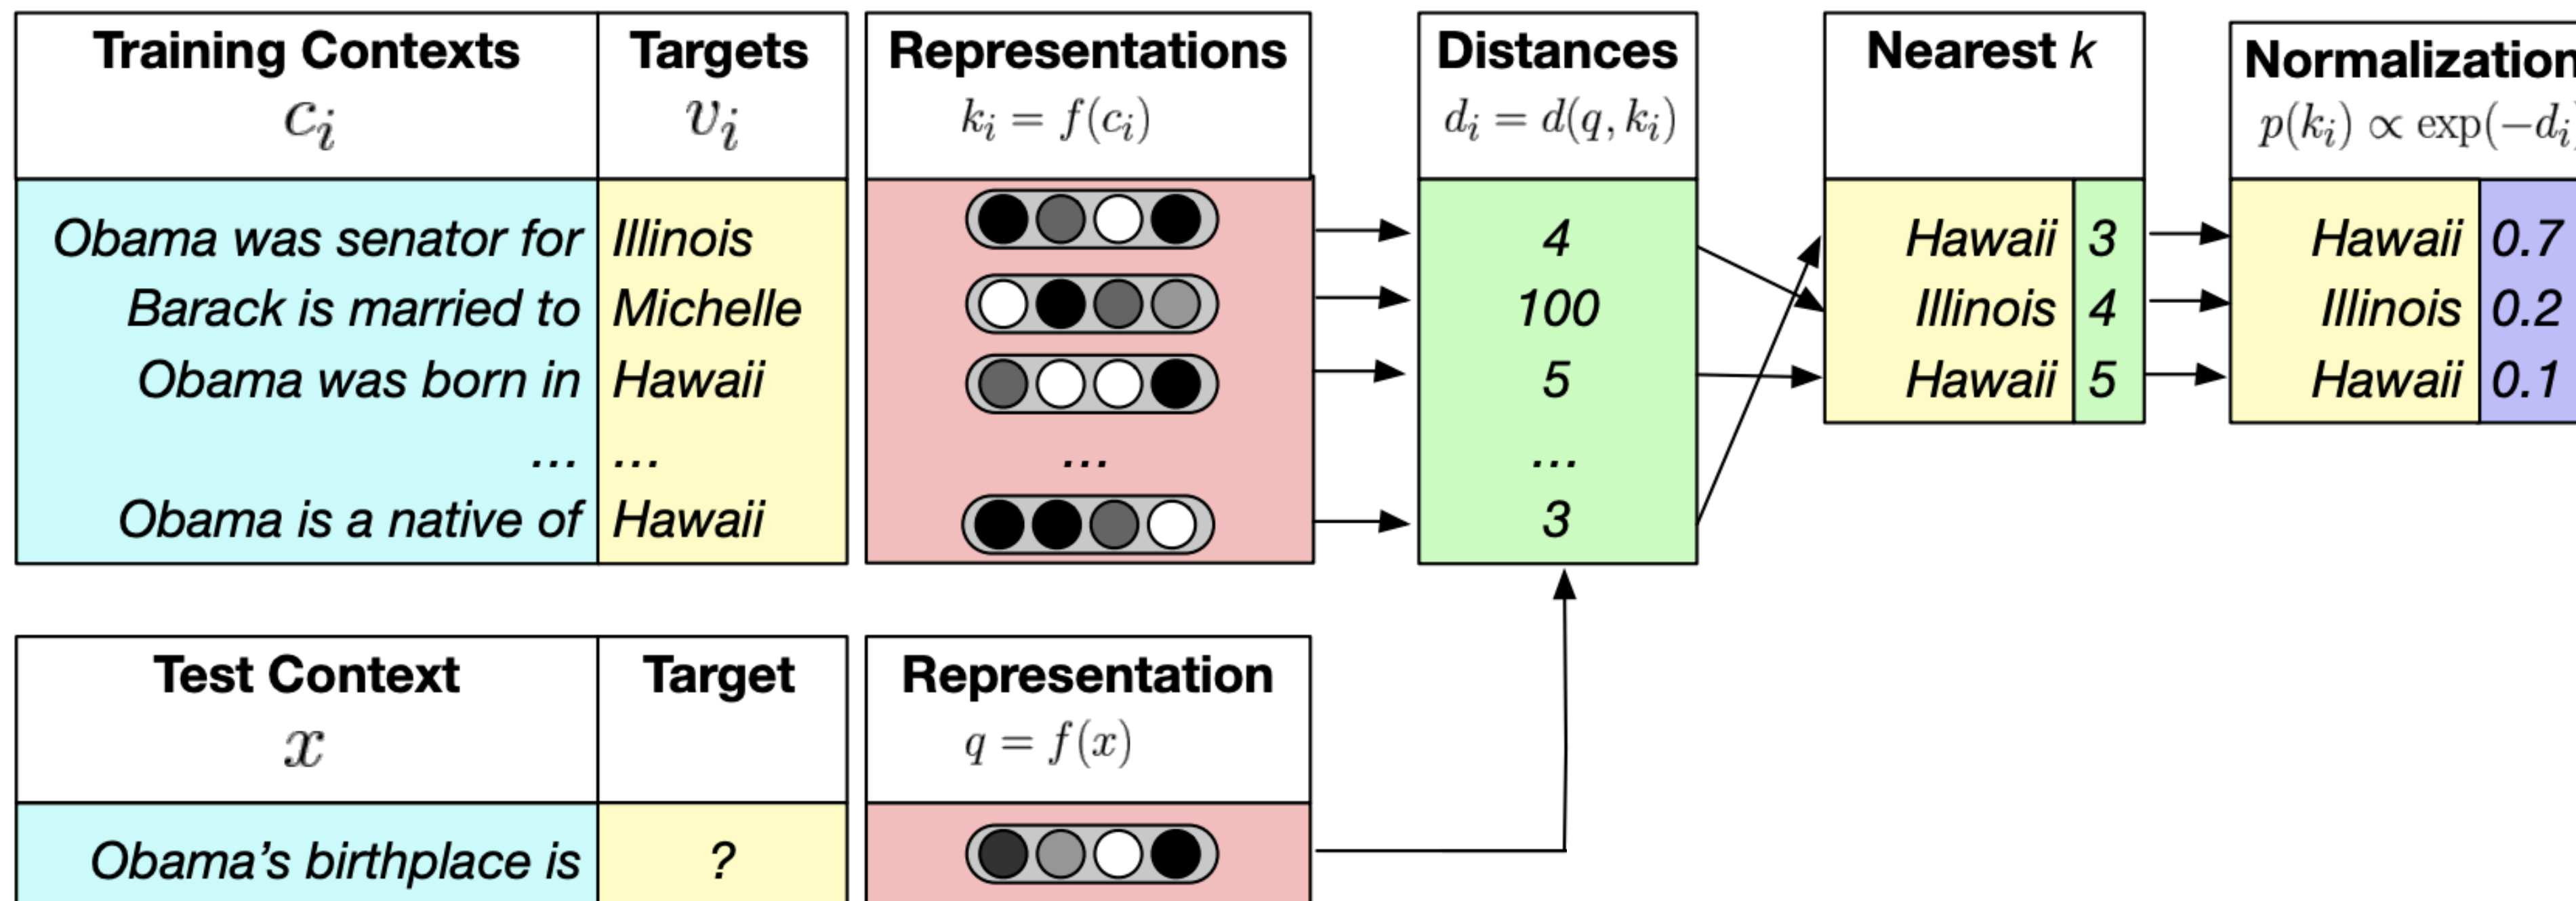 Training Contexts Targets Representations Distances Nearest k Normalization
c_i v_i k_i = f(c_i) d_i = d(q, k_i) p(k_i) ∝ exp(−d_i)
Obama was senator for Illinois 4 Hawaii 3 Hawaii 0.7
Barack is married to Michelle 100 Illinois 4 Illinois 0.2
Obama was born in Hawaii 5 Hawaii 5 Hawaii 0.1
... ... ... ...
Obama is a native of Hawaii 3
Test Context Target Representation
x q = f(x)
Obama’s birthplace is ?